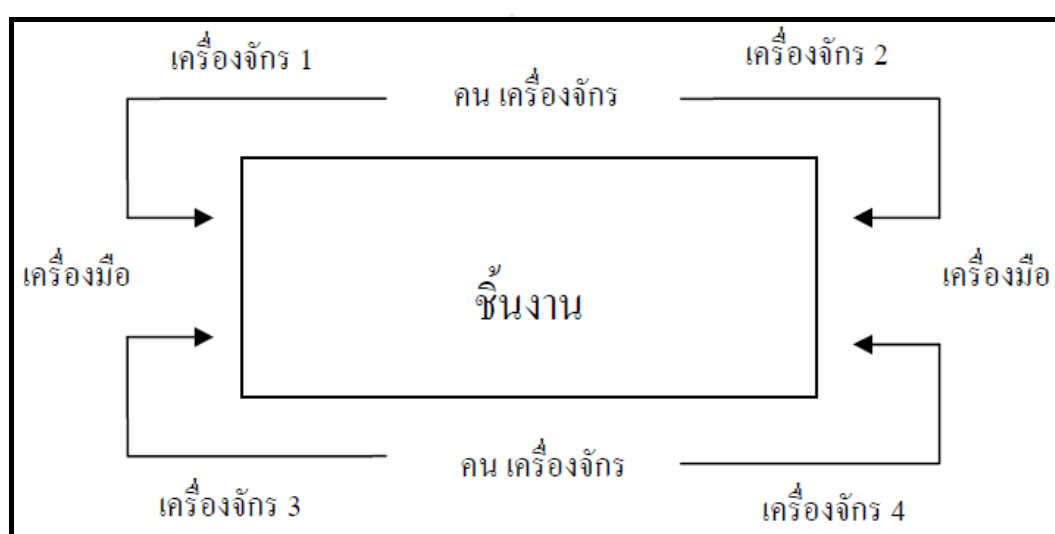 เครื่องจักร 1
เครื่องจักร 2
คน เครื่องจักร
เครื่องมือ
ชิ้นงาน
เครื่องมือ
คน เครื่องจักร
เครื่องจักร 3
เครื่องจักร 4